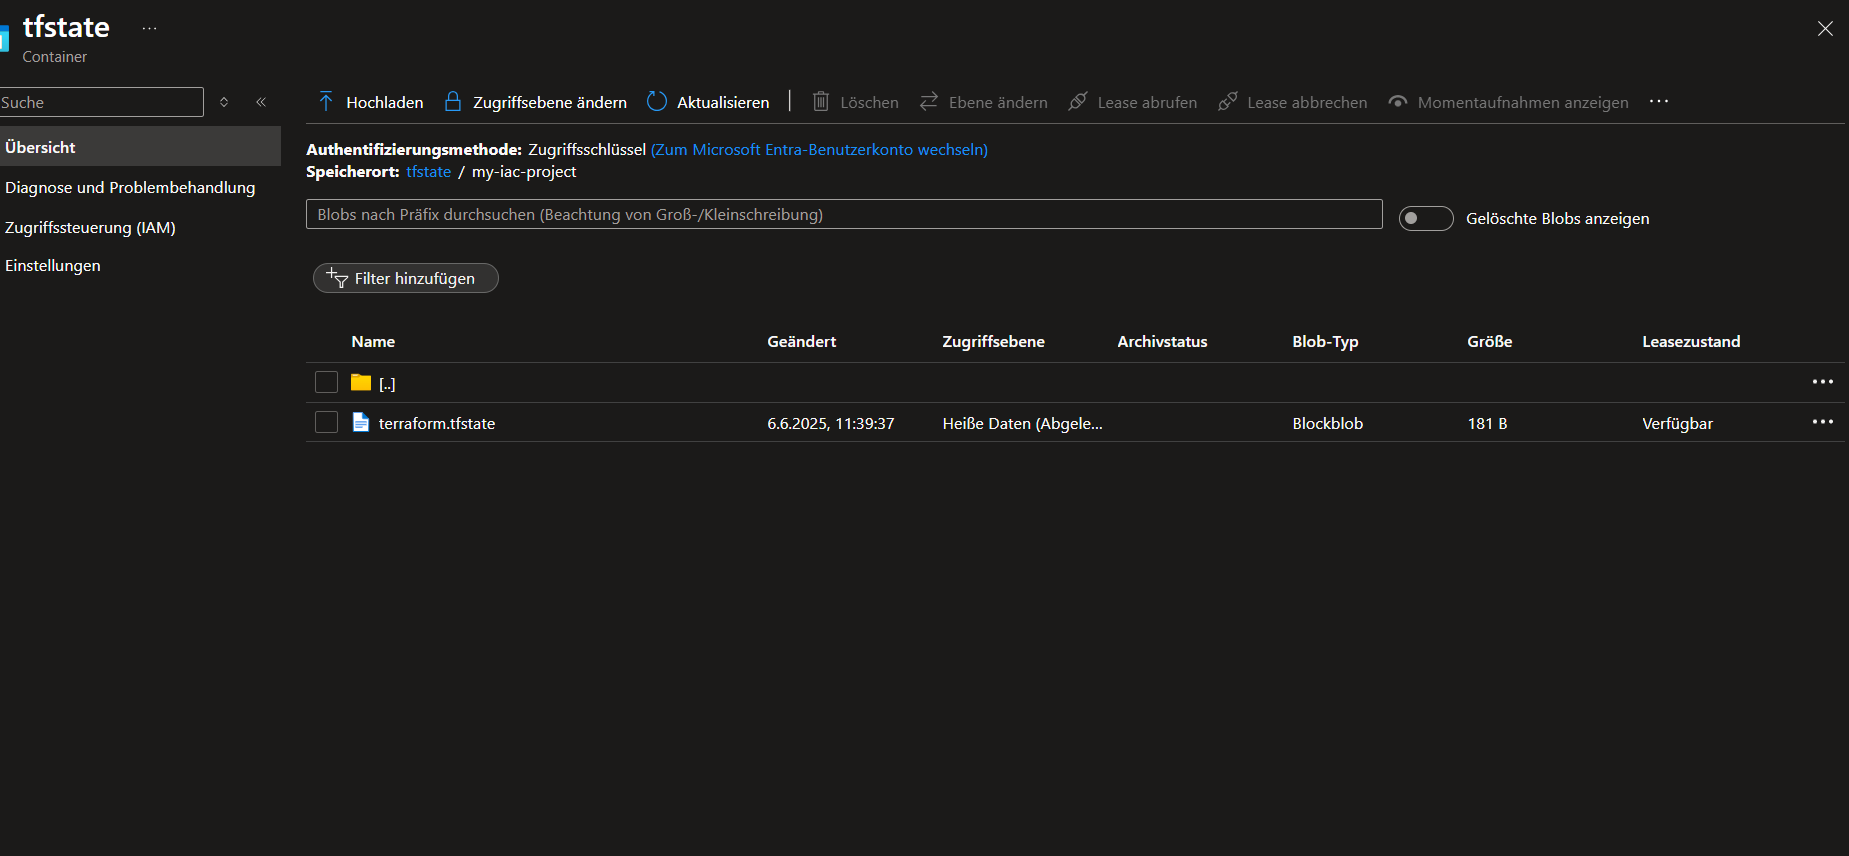 tfstate ...
Container
Suche
Hochladen Zugriffsebene ändern Aktualisieren Löschen Ebene ändern Lease abrufen Lease abbrechen Momentaufnahmen anzeigen ...
Übersicht
Diagnose und Problembehandlung
Zugriffssteuerung (IAM)
Einstellungen
Authentifizierungsmethode: Zugriffsschlüssel (Zum Microsoft Entra-Benutzerkonto wechseln)
Speicherort: tfstate / my-iac-project
Blobs nach Präfix durchsuchen (Beachtung von Groß-/Kleinschreibung)
Gelöschte Blobs anzeigen
Filter hinzufügen
Name Geändert Zugriffsebene Archivstatus Blob-Typ Größe Leasezustand
[..] ...
terraform.tfstate 6.6.2025, 11:39:37 Heiße Daten (Abgele... Blockblob 181 B Verfügbar ...